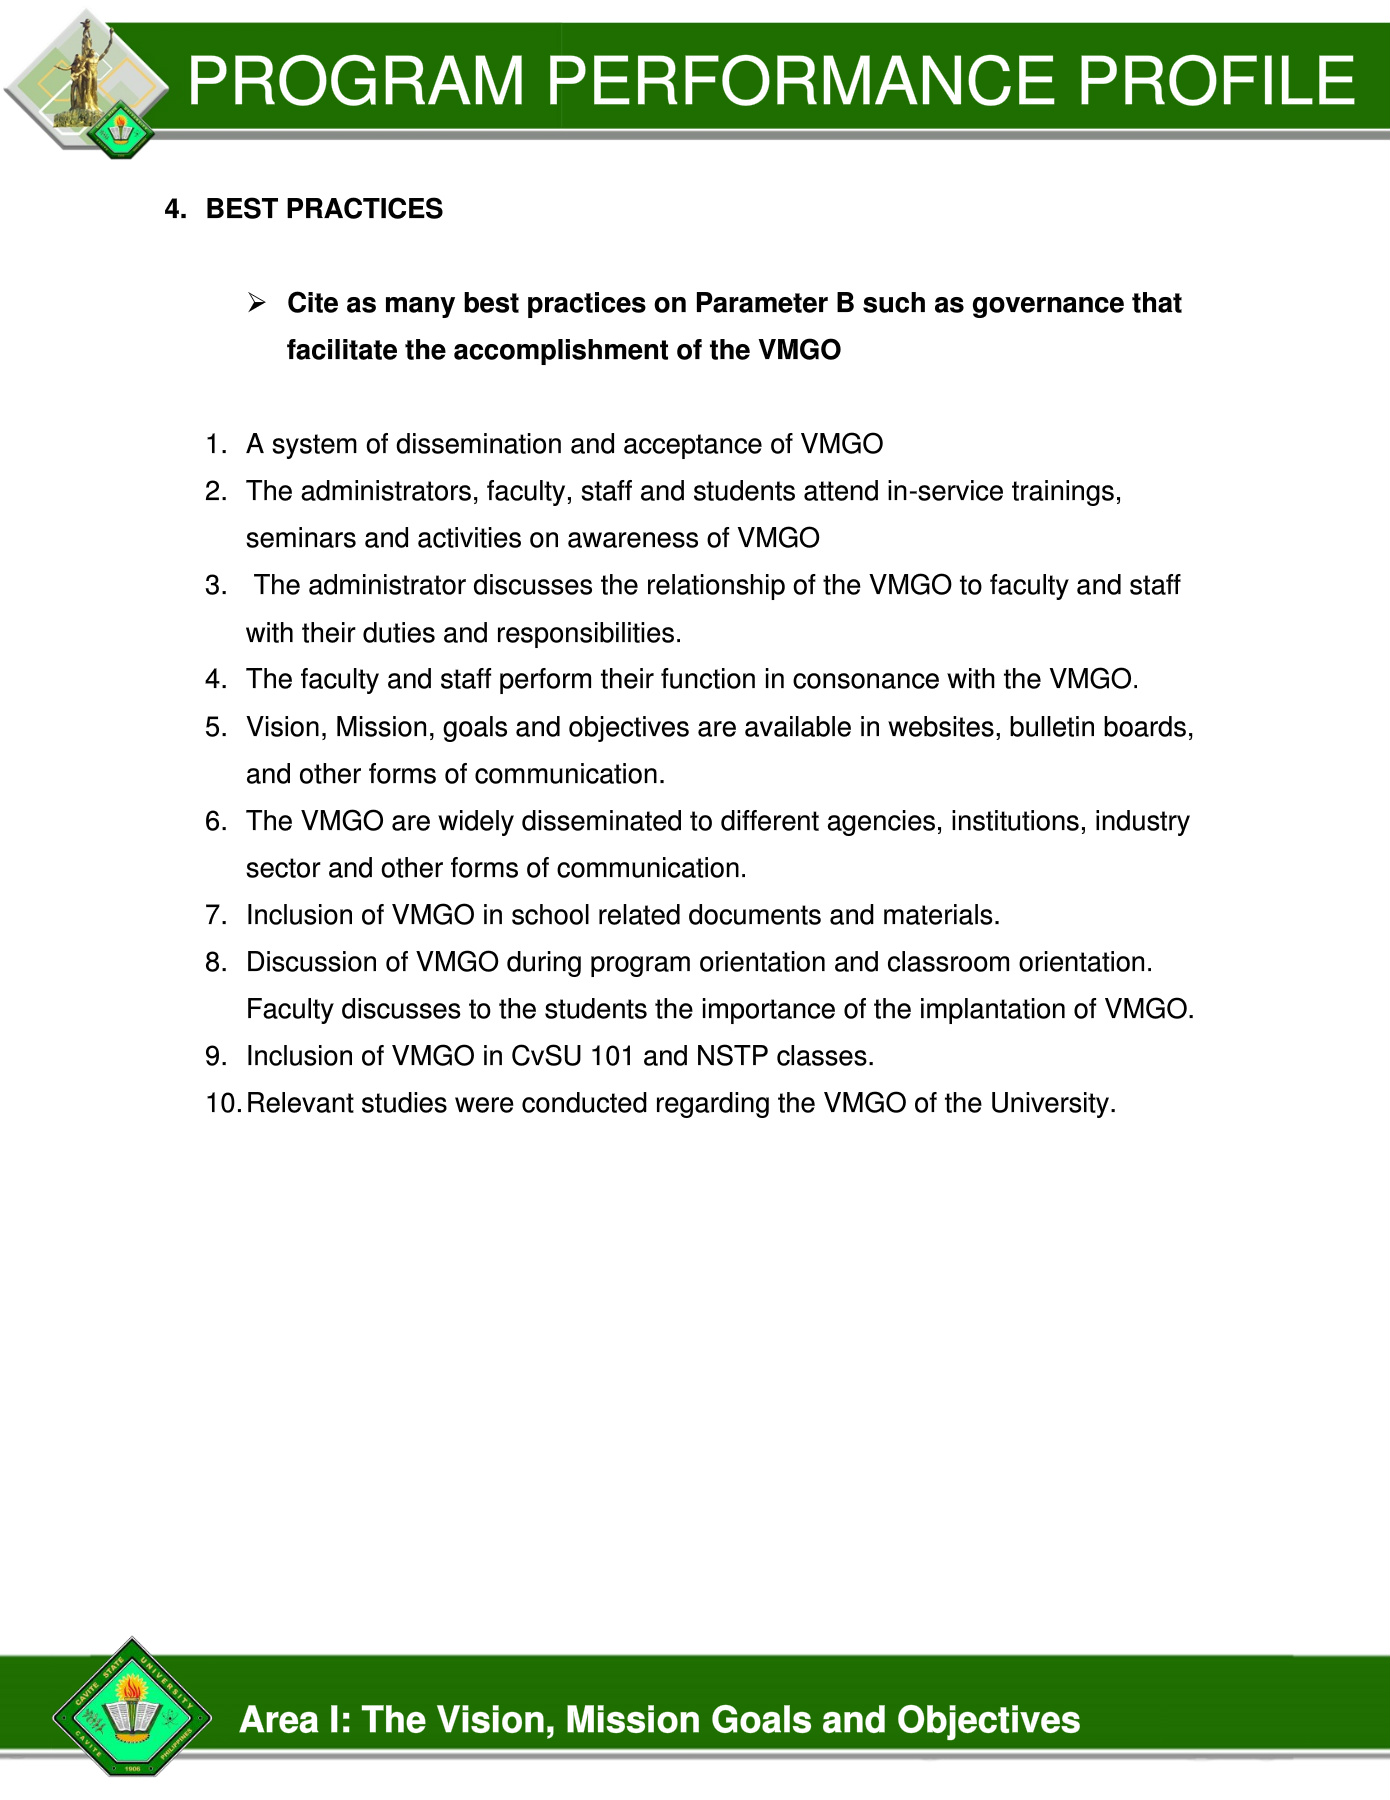 PROGRAM PERFORMANCE PROFILE
4. BEST PRACTICES
➢ Cite as many best practices on Parameter B such as governance that
facilitate the accomplishment of the VMGO
1. A system of dissemination and acceptance of VMGO
2. The administrators, faculty, staff and students attend in-service trainings,
seminars and activities on awareness of VMGO
3. The administrator discusses the relationship of the VMGO to faculty and staff
with their duties and responsibilities.
4. The faculty and staff perform their function in consonance with the VMGO.
5. Vision, Mission, goals and objectives are available in websites, bulletin boards,
and other forms of communication.
6. The VMGO are widely disseminated to different agencies, institutions, industry
sector and other forms of communication.
7. Inclusion of VMGO in school related documents and materials.
8. Discussion of VMGO during program orientation and classroom orientation.
Faculty discusses to the students the importance of the implantation of VMGO.
9. Inclusion of VMGO in CvSU 101 and NSTP classes.
10. Relevant studies were conducted regarding the VMGO of the University.
CAVITE STATE UNIVERSITY
CAVITE PHILIPPINES
1906
Area I: The Vision, Mission Goals and Objectives